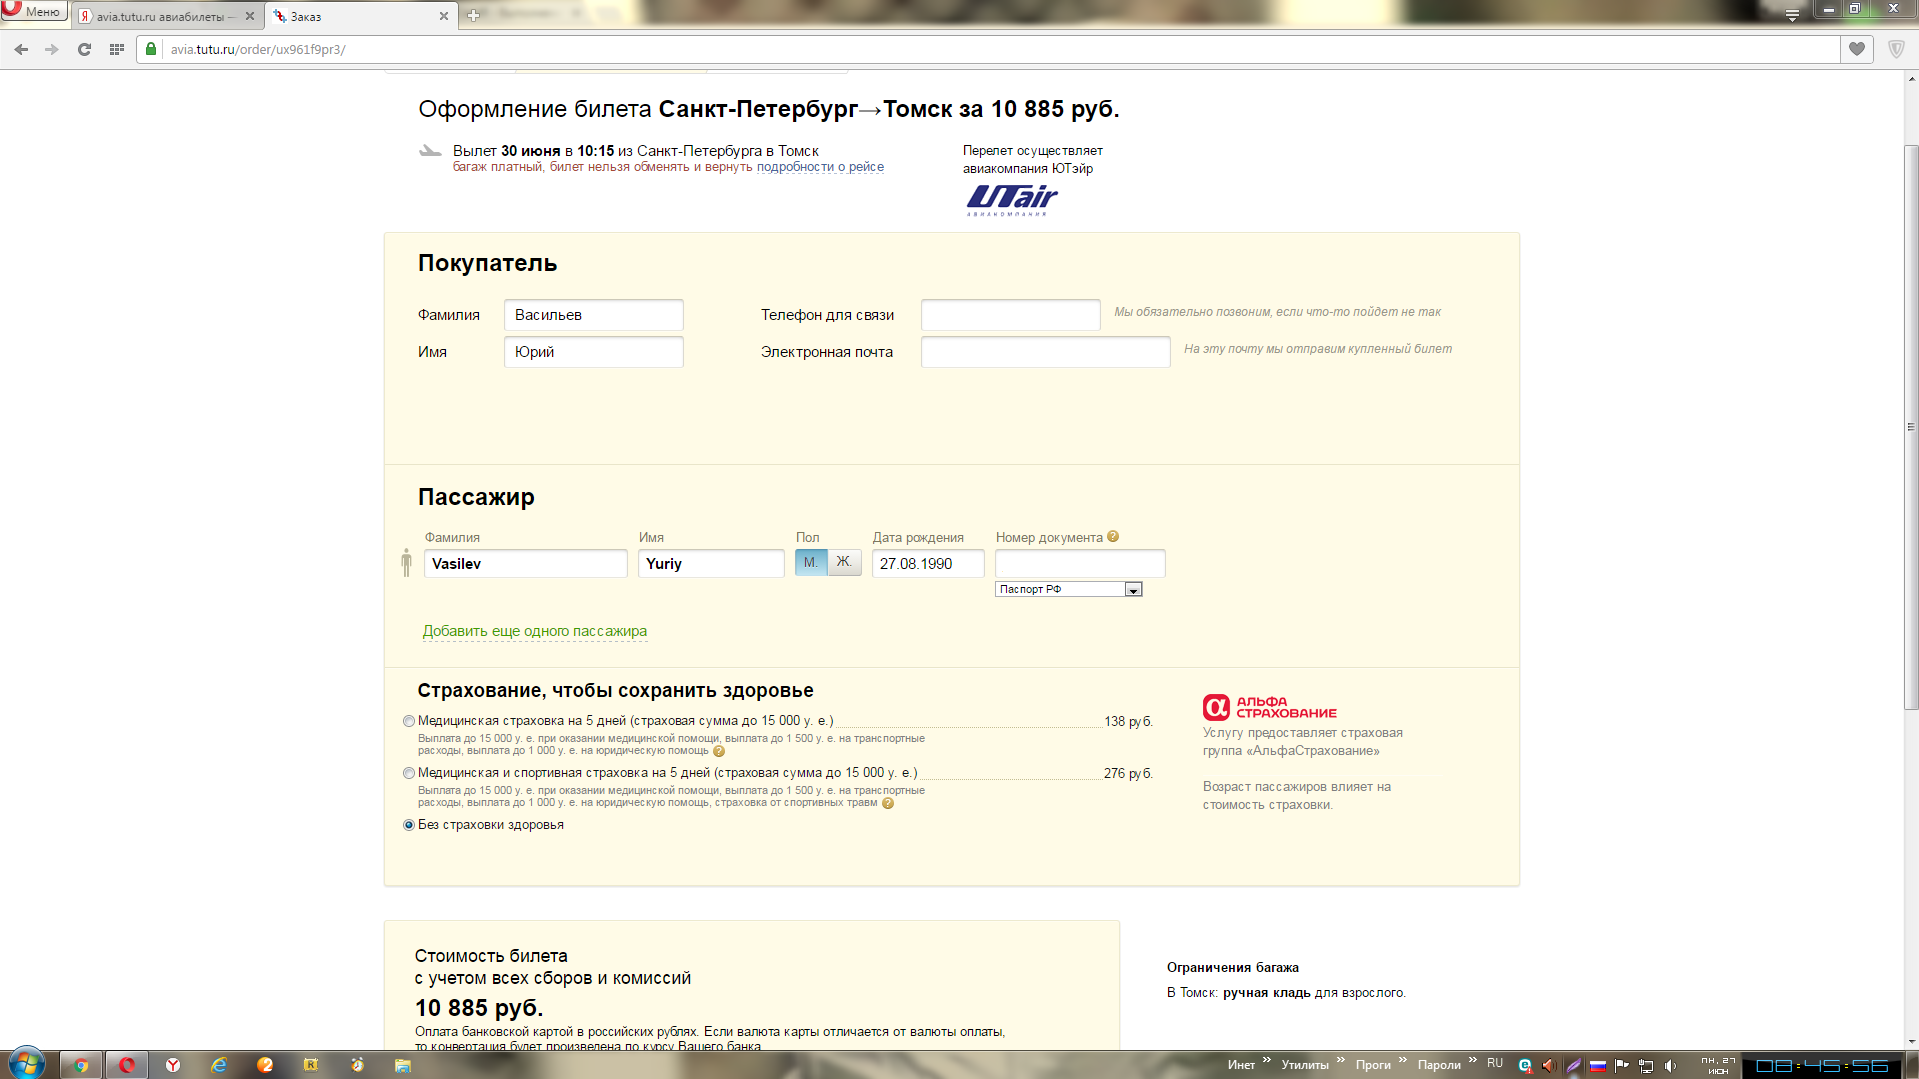 Меню
avia.tutu.ru авиабилеты —
Заказ
avia.tutu.ru/order/ux961f9pr3/
Оформление билета Санкт-Петербург→Томск за 10 885 руб.
Вылет 30 июня в 10:15 из Санкт-Петербурга в Томск
багаж платный, билет нельзя обменять и вернуть подробности о рейсе
Перелет осуществляет
авиакомпания ЮТэйр
UTair
АВИАКОМПАНИЯ
Покупатель
Фамилия Васильев Телефон для связи Мы обязательно позвоним, если что-то пойдет не так
Имя Юрий Электронная почта На эту почту мы отправим купленный билет
Пассажир
Фамилия Имя Пол Дата рождения Номер документа ?
Vasilev Yuriy М. Ж. 27.08.1990
Паспорт РФ
Добавить еще одного пассажира
Страхование, чтобы сохранить здоровье
Медицинская страховка на 5 дней (страховая сумма до 15 000 у. е.) 138 руб.
Выплата до 15 000 у. е. при оказании медицинской помощи, выплата до 1 500 у. е. на транспортные
расходы, выплата до 1 000 у. е. на юридическую помощь ?
Медицинская и спортивная страховка на 5 дней (страховая сумма до 15 000 у. е.) 276 руб.
Выплата до 15 000 у. е. при оказании медицинской помощи, выплата до 1 500 у. е. на транспортные
расходы, выплата до 1 000 у. е. на юридическую помощь, страховка от спортивных травм ?
Без страховки здоровья
АЛЬФА
СТРАХОВАНИЕ
Услугу предоставляет страховая
группа «АльфаСтрахование»
Возраст пассажиров влияет на
стоимость страховки.
Стоимость билета
с учетом всех сборов и комиссий
10 885 руб.
Оплата банковской картой в российских рублях. Если валюта карты отличается от валюты оплаты,
то конвертация будет произведена по курсу Вашего банка.
Ограничения багажа
В Томск: ручная кладь для взрослого.
Инет » Утилиты » Проги » Пароли » RU
ПН, 27
ИЮН
08:45:56